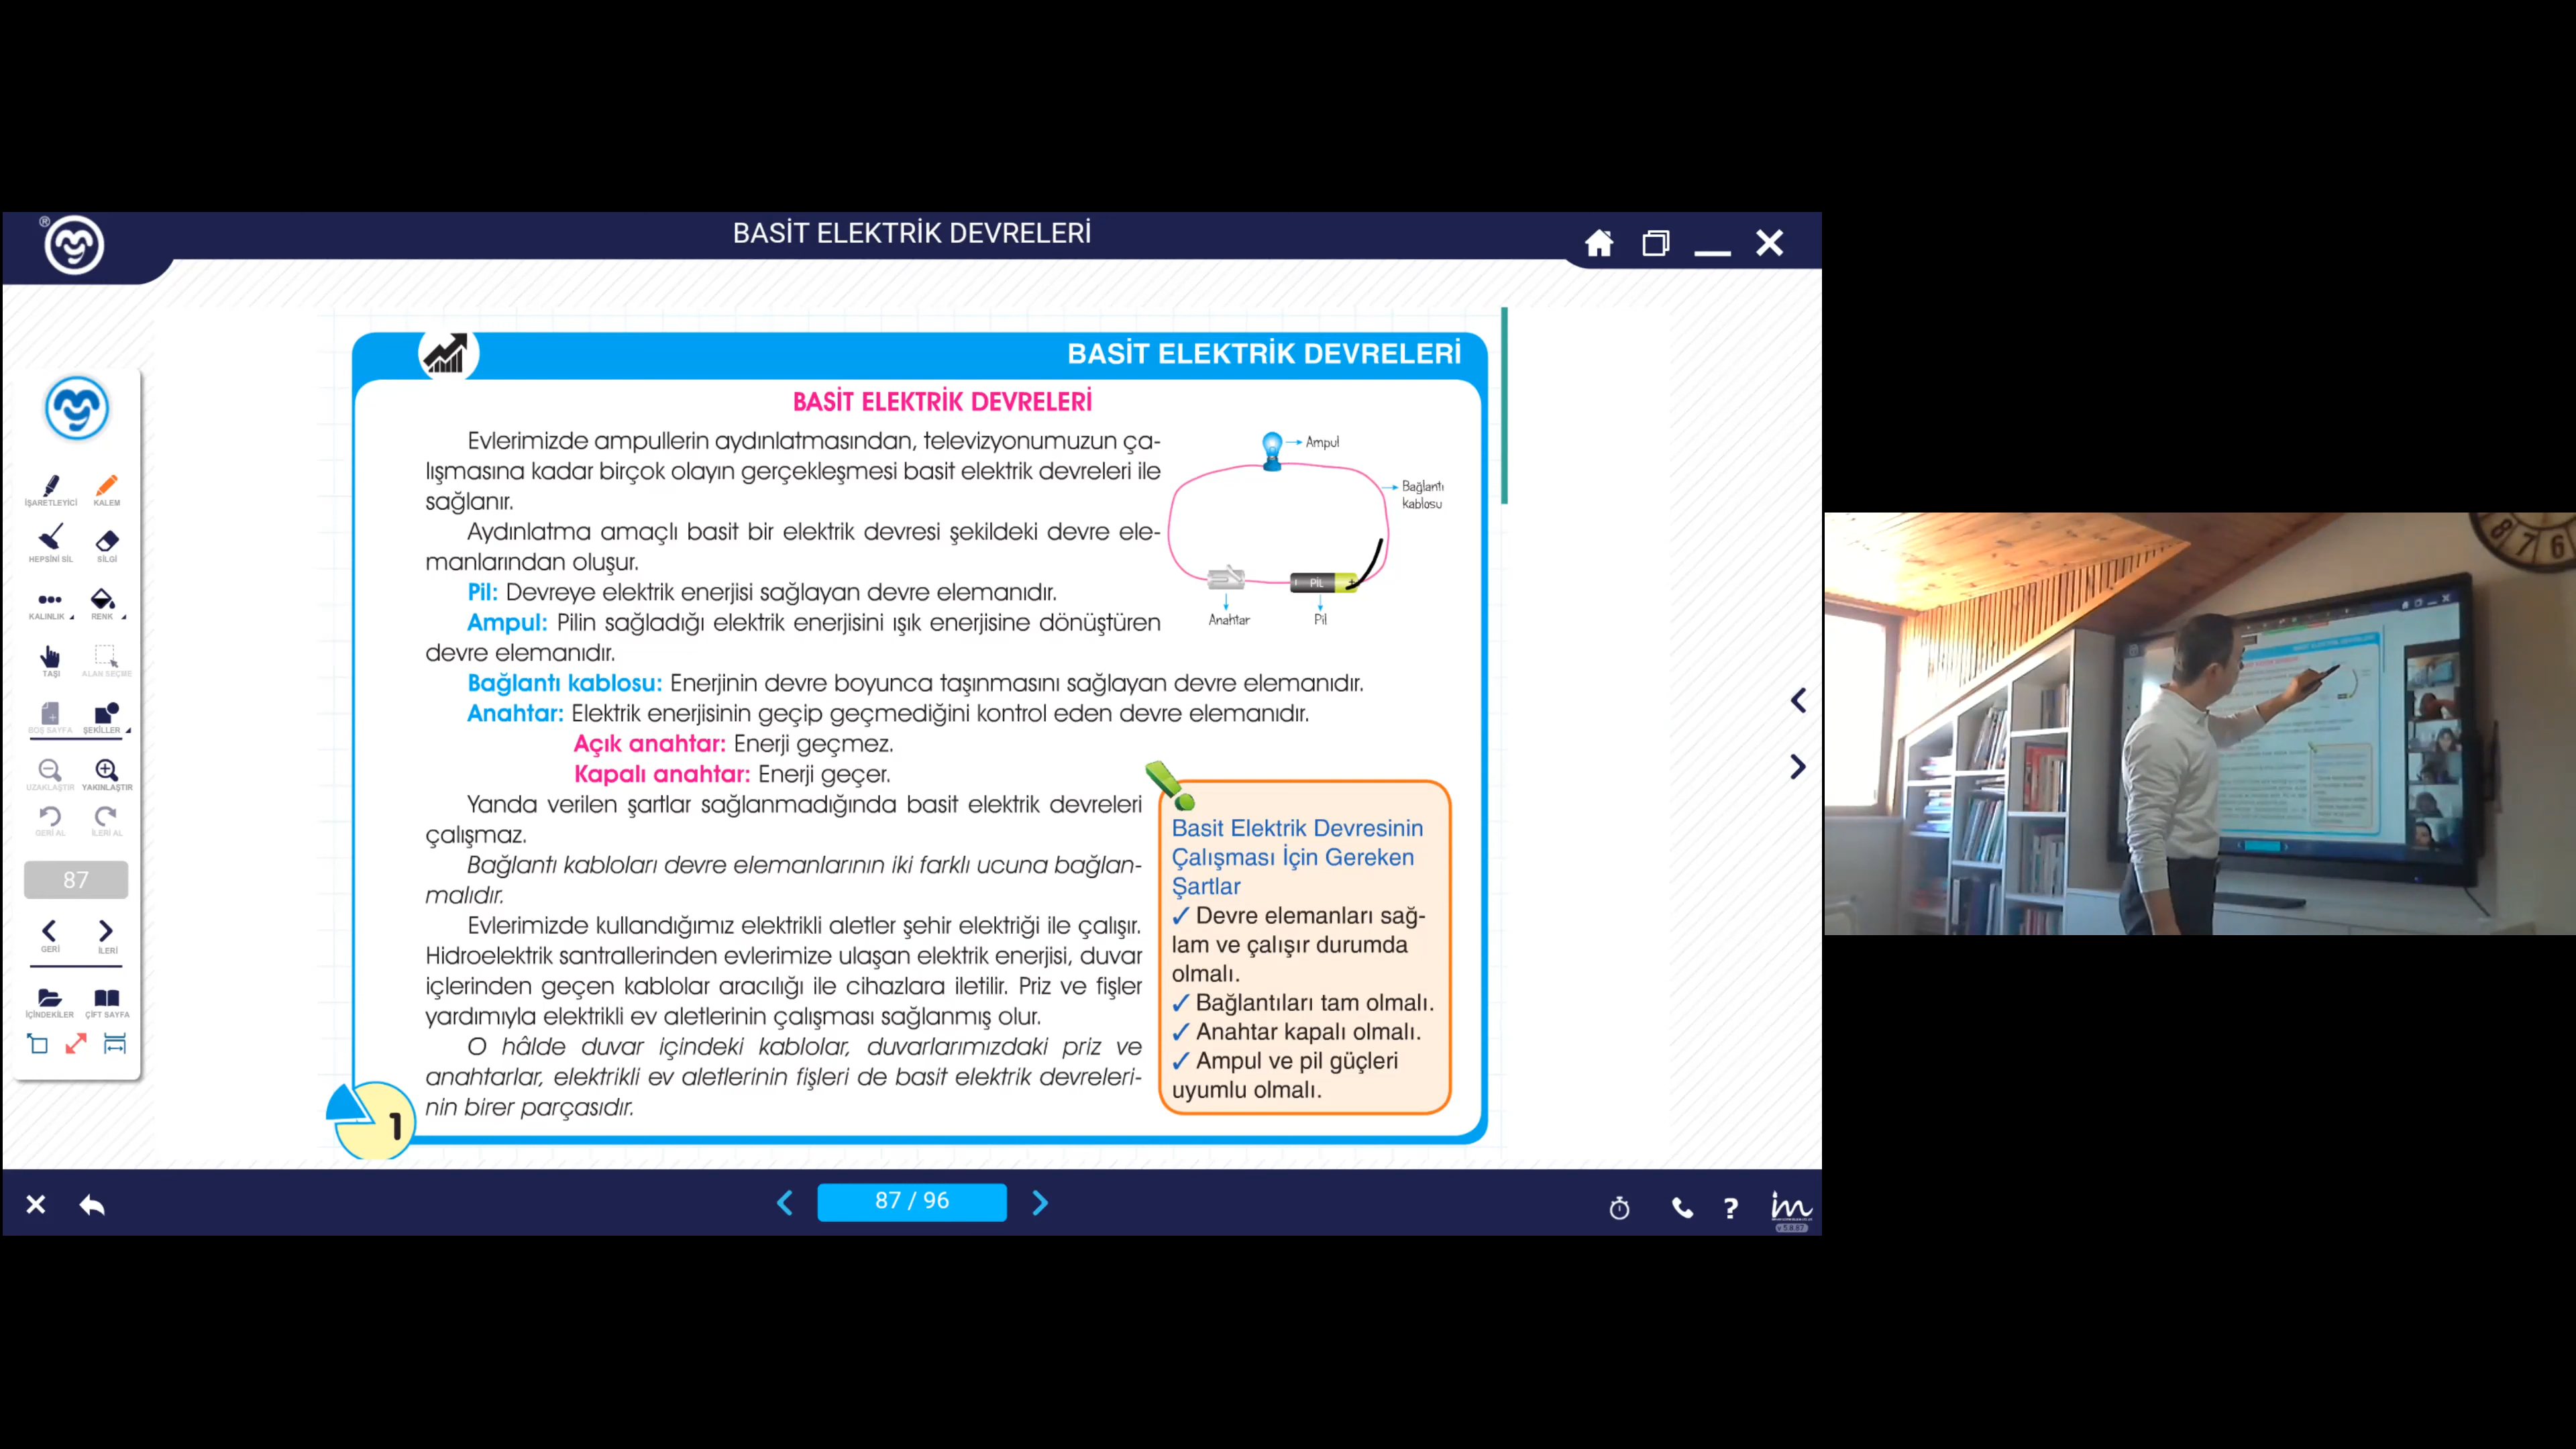 BASİT ELEKTRİK DEVRELERİ
BASİT ELEKTRİK DEVRELERİ
BASİT ELEKTRİK DEVRELERİ
Evlerimizde ampullerin aydınlatmasından, televizyonumuzun ça-
lışmasına kadar birçok olayın gerçekleşmesi basit elektrik devreleri ile
sağlanır.
Aydınlatma amaçlı basit bir elektrik devresi şekildeki devre ele-
manlarından oluşur.
Pil: Devreye elektrik enerjisi sağlayan devre elemanıdır.
Ampul: Pilin sağladığı elektrik enerjisini ışık enerjisine dönüştüren
devre elemanıdır.
Bağlantı kablosu: Enerjinin devre boyunca taşınmasını sağlayan devre elemanıdır.
Anahtar: Elektrik enerjisinin geçip geçmediğini kontrol eden devre elemanıdır.
Açık anahtar: Enerji geçmez.
Kapalı anahtar: Enerji geçer.
Yanda verilen şartlar sağlanmadığında basit elektrik devreleri
çalışmaz.
Bağlantı kabloları devre elemanlarının iki farklı ucuna bağlan-
malıdır.
Evlerimizde kullandığımız elektrikli aletler şehir elektriği ile çalışır.
Hidroelektrik santrallerinden evlerimize ulaşan elektrik enerjisi, duvar
içlerinden geçen kablolar aracılığı ile cihazlara iletilir. Priz ve fişler
yardımıyla elektrikli ev aletlerinin çalışması sağlanmış olur.
O hâlde duvar içindeki kablolar, duvarlarımızdaki priz ve
anahtarlar, elektrikli ev aletlerinin fişleri de basit elektrik devreleri-
nin birer parçasıdır.
1
Ampul
Bağlantı
kablosu
PİL
+
Anahtar
Pil
Basit Elektrik Devresinin
Çalışması İçin Gereken
Şartlar
✓ Devre elemanları sağ-
lam ve çalışır durumda
olmalı.
✓ Bağlantıları tam olmalı.
✓ Anahtar kapalı olmalı.
✓ Ampul ve pil güçleri
uyumlu olmalı.
İŞARETLEYİCİ KALEM
HEPSİNİ SİL SİLGİ
KALINLIK RENK
TAŞI ALAN SEÇME
BOŞ SAYFA ŞEKİLLER
UZAKLAŞTIR YAKINLAŞTIR
GERİ AL İLERİ AL
87
GERİ İLERİ
İÇİNDEKİLER ÇİFT SAYFA
87 / 96
?
8 7 6